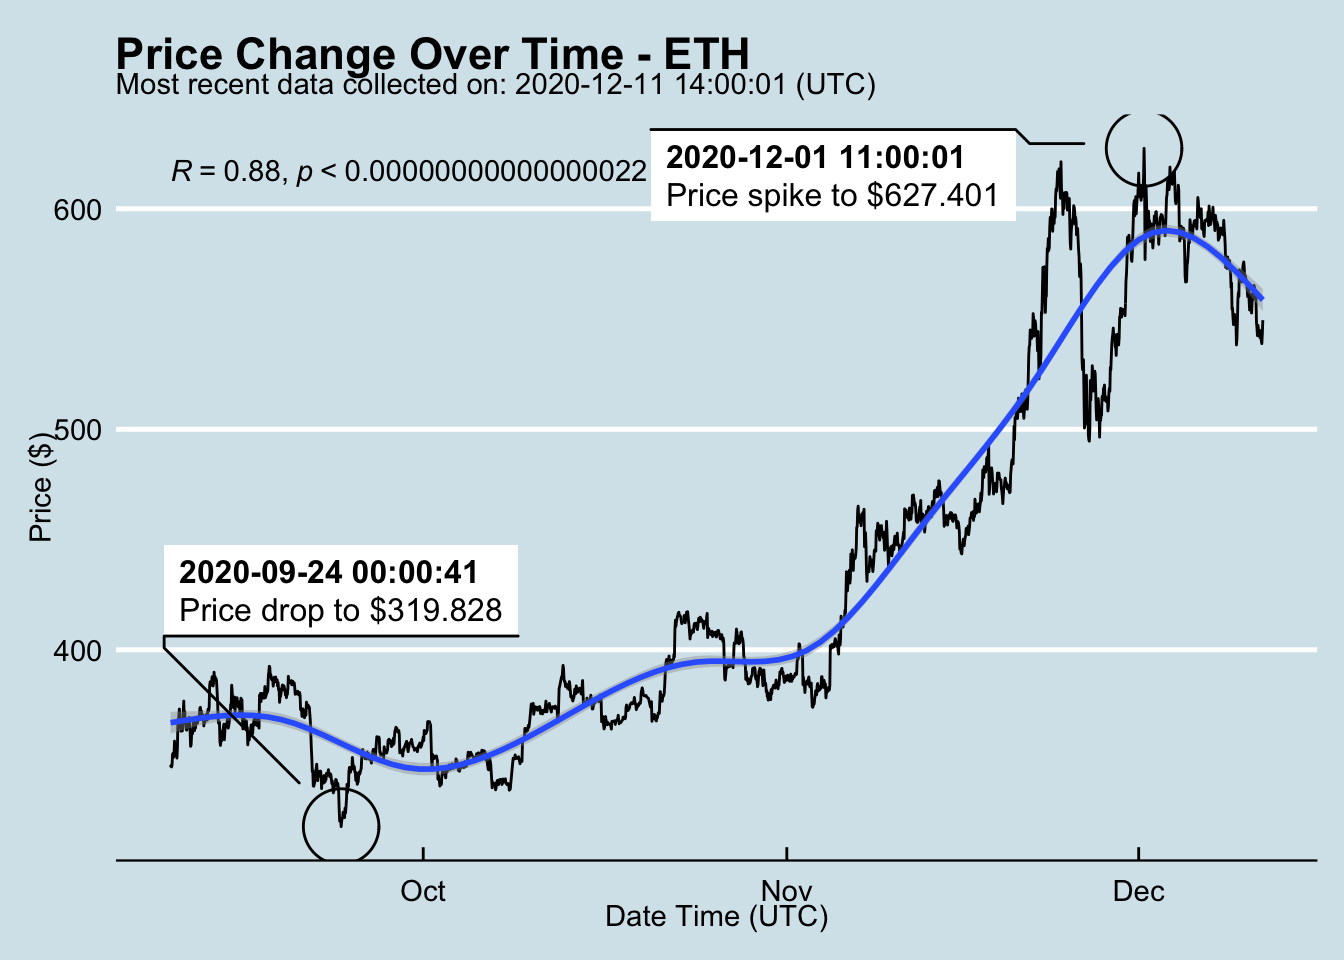 Price Change Over Time - ETH
Most recent data collected on: 2020-12-11 14:00:01 (UTC)
R = 0.88, p < 0.00000000000000022
2020-12-01 11:00:01
Price spike to $627.401
600
500
400
Price ($)
2020-09-24 00:00:41
Price drop to $319.828
Oct
Nov
Dec
Date Time (UTC)